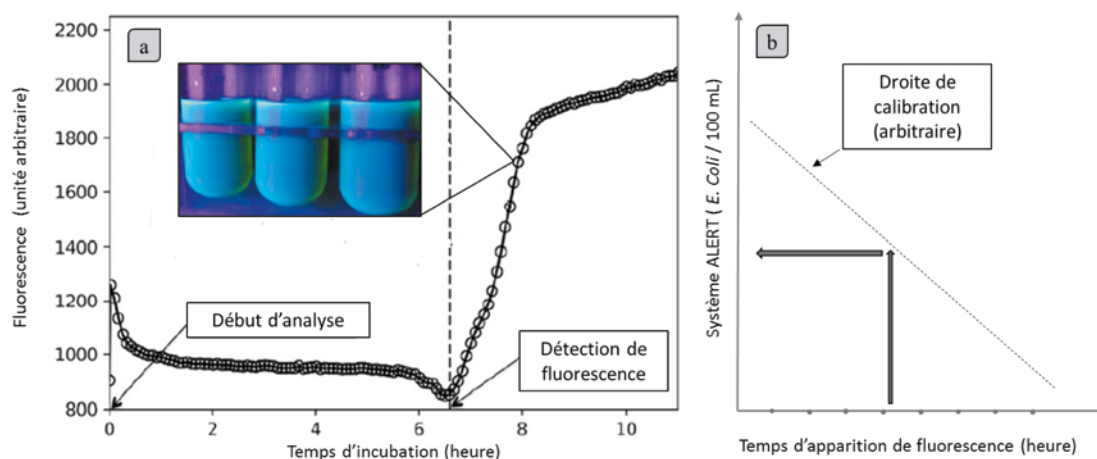 a
2200
2000
1800
1600
1400
1200
1000
800
Fluorescence (unité arbitraire)
Début d'analyse
Détection de
fluorescence
0
2
4
6
8
10
Temps d'incubation (heure)
b
Droite de
calibration
(arbitraire)
Système ALERT ( E. Coli / 100 mL)
Temps d'apparition de fluorescence (heure)